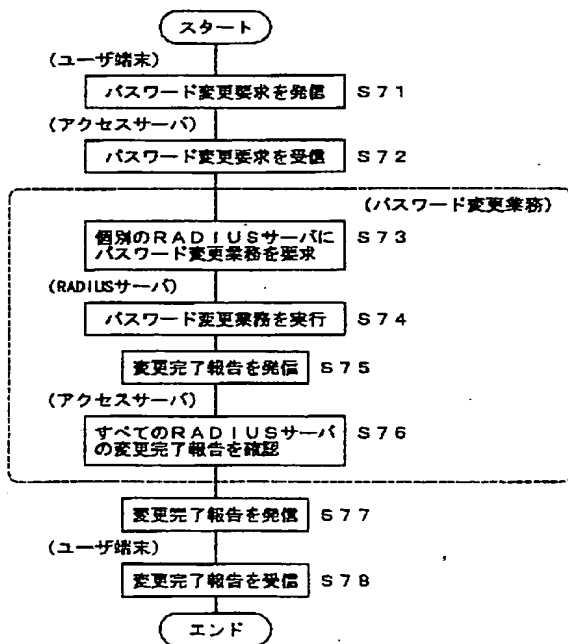 スタート
(ユーザ端末)
パスワード変更要求を発信 S71
(アクセスサーバ)
パスワード変更要求を受信 S72
(パスワード変更業務)
個別のRADIUSサーバに S73
パスワード変更業務を要求
(RADIUSサーバ)
パスワード変更業務を実行 S74
変更完了報告を発信 S75
(アクセスサーバ)
すべてのRADIUSサーバ S76
の変更完了報告を確認
変更完了報告を発信 S77
(ユーザ端末)
変更完了報告を受信 S78
エンド